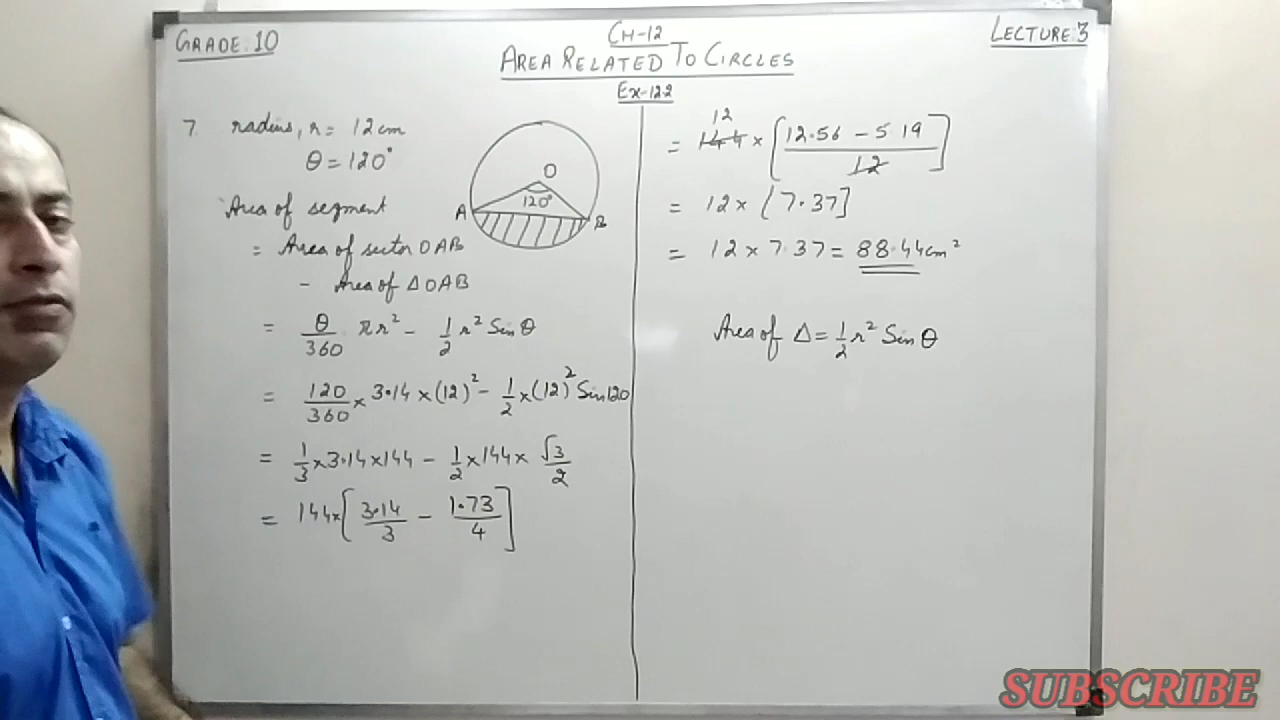 GRADE: 10
CH-12
AREA RELATED TO CIRCLES
LECTURE: 3
Ex-12.2
7. radius, r = 12 cm
θ = 120°
Area of segment
= Area of sector OAB
- Area of Δ OAB
= θ/360 πr² - 1/2 r² Sin θ
= 120/360 × 3.14 × (12)² - 1/2 × (12)² Sin 120
= 1/3 × 3.14 × 144 - 1/2 × 144 × √3/2
= 144 × [3.14/3 - 1.73/4]
O
120°
A
B
= 144 12 × [12.56 - 5.19 / 12]
= 12 × [7.37]
= 12 × 7.37 = 88.44 cm²
Area of Δ = 1/2 r² Sin θ
SUBSCRIBE